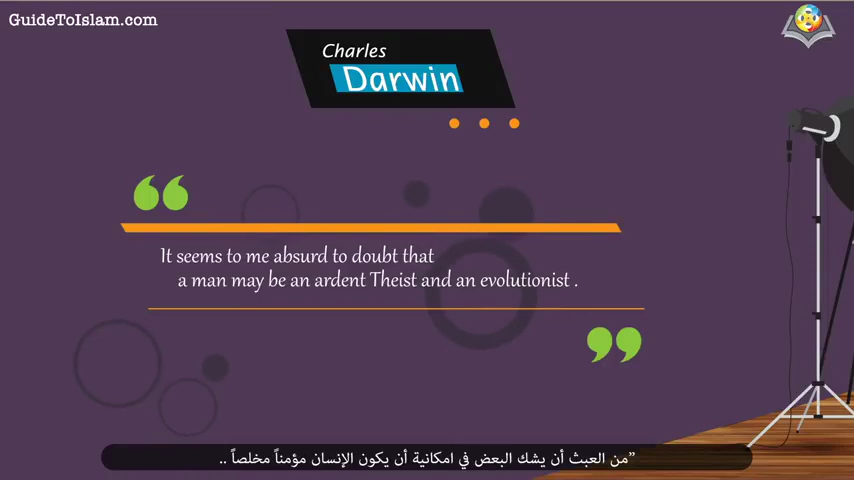 GuideToIslam.com
Charles
Darwin
“
It seems to me absurd to doubt that
a man may be an ardent Theist and an evolutionist .
”
”من العبث أن يشك البعض في امكانية أن يكون الإنسان مؤمناً مخلصاً ..